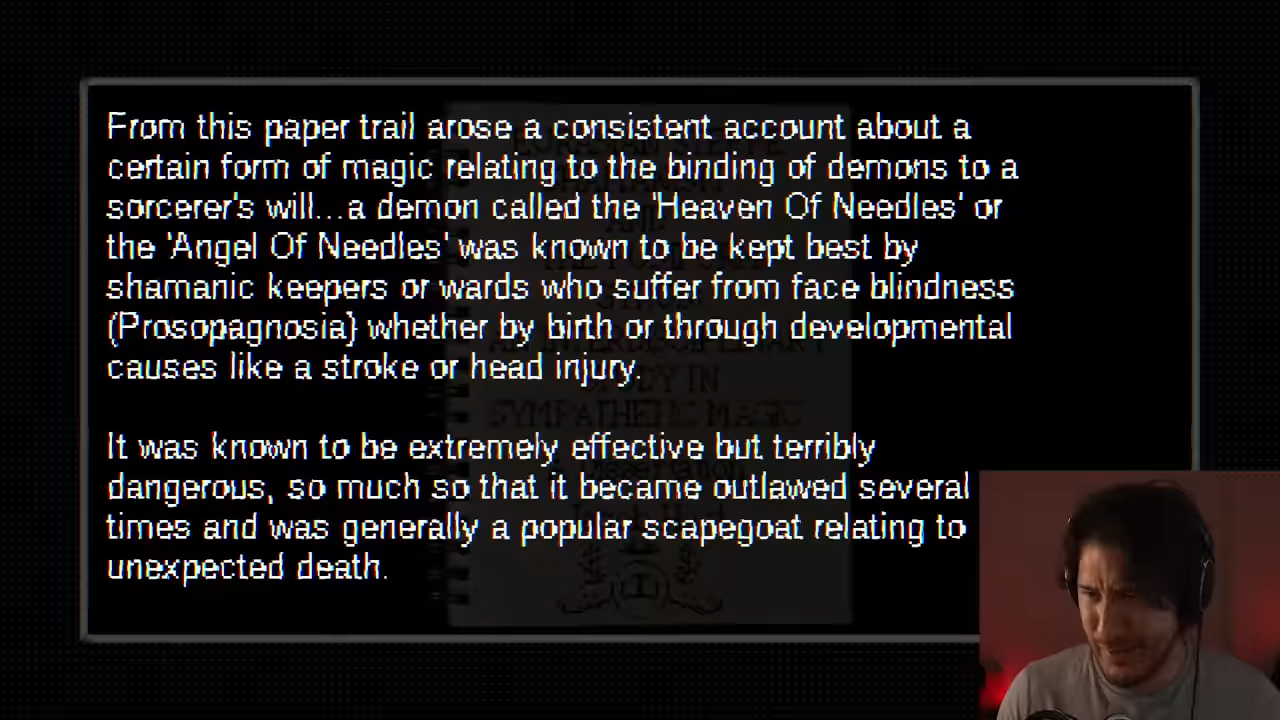 From this paper trail arose a consistent account about a
certain form of magic relating to the binding of demons to a
sorcerer's will...a demon called the 'Heaven Of Needles' or
the 'Angel Of Needles' was known to be kept best by
shamanic keepers or wards who suffer from face blindness
(Prosopagnosia} whether by birth or through developmental
causes like a stroke or head injury.
It was known to be extremely effective but terribly
dangerous, so much so that it became outlawed several
times and was generally a popular scapegoat relating to
unexpected death.
STUDY IN
SYMPATHETIC MAGIC